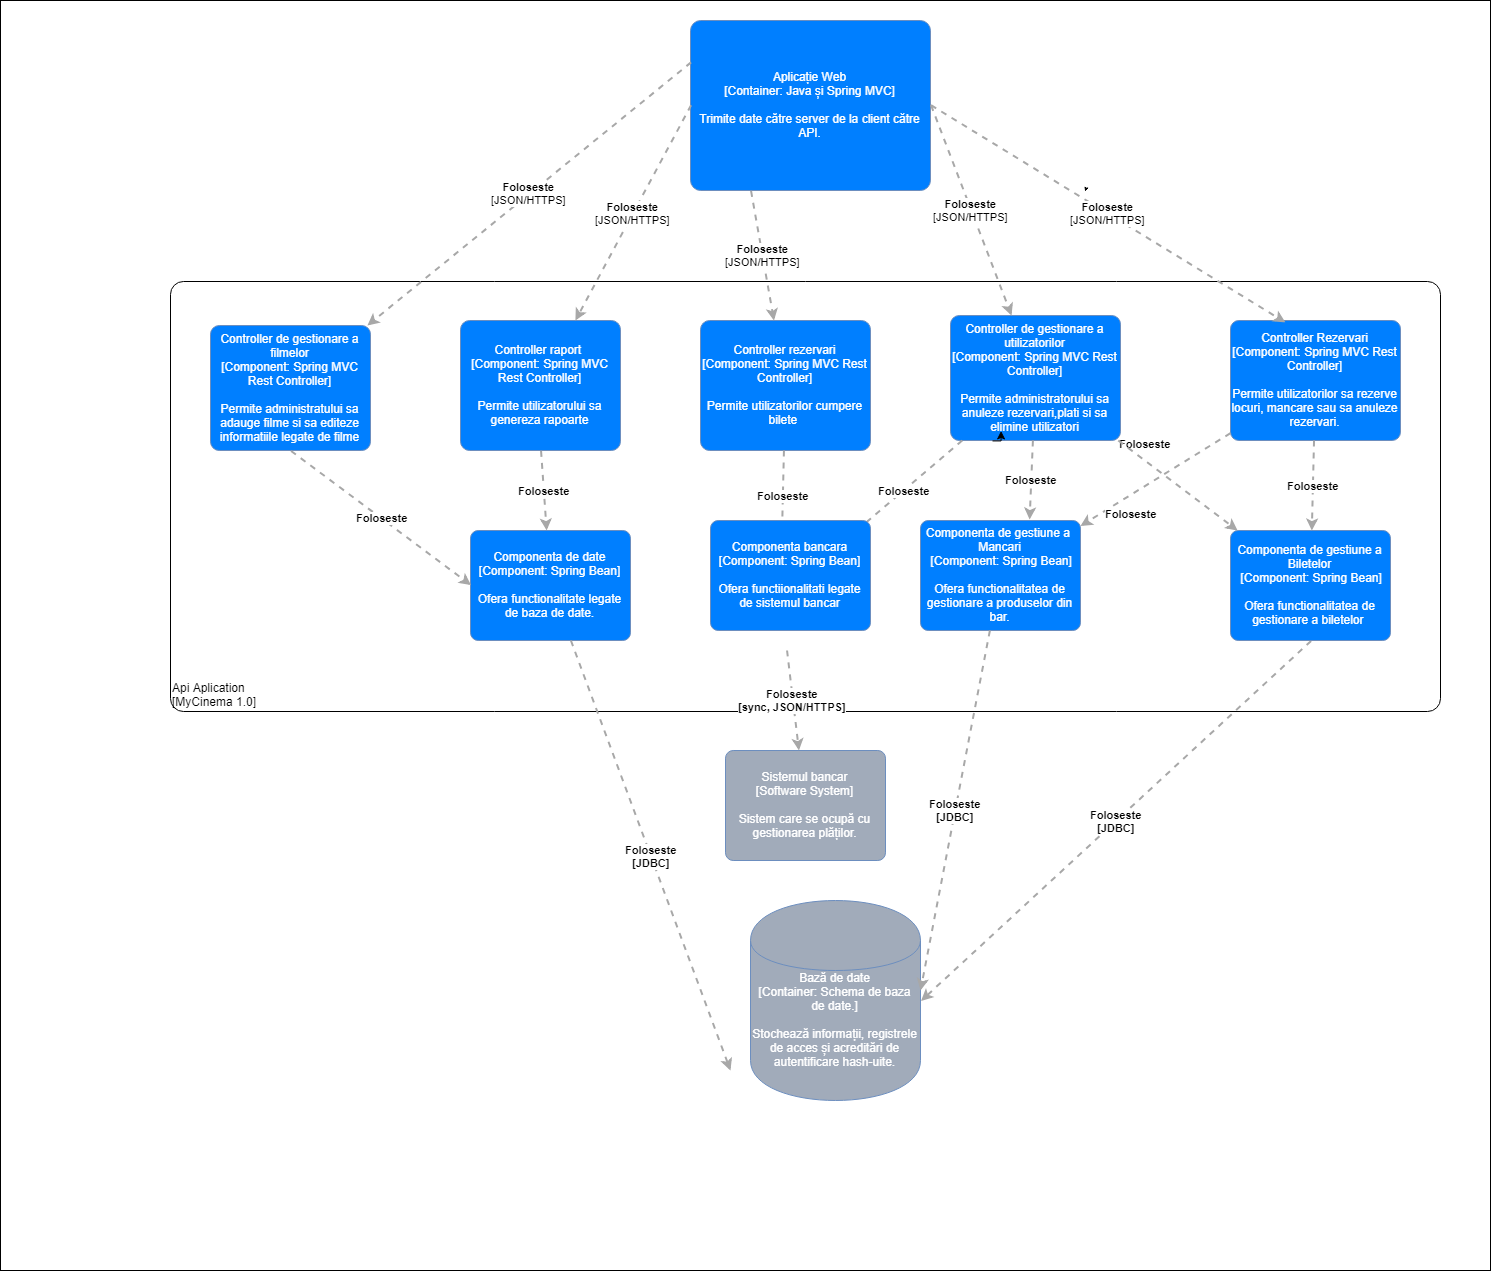 Aplicație Web
[Container: Java și Spring MVC]
Trimite date către server de la client către
API.
Foloseste
[JSON/HTTPS]
Foloseste
[JSON/HTTPS]
Foloseste
[JSON/HTTPS]
Foloseste
[JSON/HTTPS]
Foloseste
[JSON/HTTPS]
Controller de gestionare a
filmelor
[Component: Spring MVC
Rest Controller]
Permite administratului sa
adauge filme si sa editeze
informatiile legate de filme
Controller raport
[Component: Spring MVC
Rest Controller]
Permite utilizatorului sa
genereza rapoarte
Controller rezervari
[Component: Spring MVC Rest
Controller]
Permite utilizatorilor cumpere
bilete
Controller de gestionare a
utilizatorilor
[Component: Spring MVC Rest
Controller]
Permite administratorului sa
anuleze rezervari,plati si sa
elimine utilizatori
Controller Rezervari
[Component: Spring MVC Rest
Controller]
Permite utilizatorilor sa rezerve
locuri, mancare sau sa anuleze
rezervari.
Foloseste
Foloseste
Foloseste
Foloseste
Foloseste
Foloseste
Foloseste
Foloseste
Componenta de date
[Component: Spring Bean]
Ofera functionalitate legate
de baza de date.
Componenta bancara
[Component: Spring Bean]
Ofera functiionalitati legate
de sistemul bancar
Componenta de gestiune a
Mancari
[Component: Spring Bean]
Ofera functionalitatea de
gestionare a produselor din
bar.
Componenta de gestiune a
Biletelor
[Component: Spring Bean]
Ofera functionalitatea de
gestionare a biletelor
Api Aplication
[MyCinema 1.0]
Foloseste
[sync, JSON/HTTPS]
Sistemul bancar
[Software System]
Sistem care se ocupă cu
gestionarea plăților.
Foloseste
[JDBC]
Foloseste
[JDBC]
Foloseste
[JDBC]
Bază de date
[Container: Schema de baza
de date.]
Stochează informații, registrele
de acces și acreditări de
autentificare hash-uite.